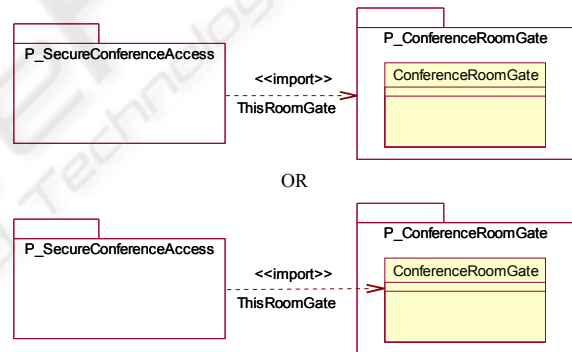 P_SecureConferenceAccess
P_ConferenceRoomGate
ConferenceRoomGate
<<import>>
ThisRoomGate
OR
P_SecureConferenceAccess
P_ConferenceRoomGate
ConferenceRoomGate
<<import>>
ThisRoomGate